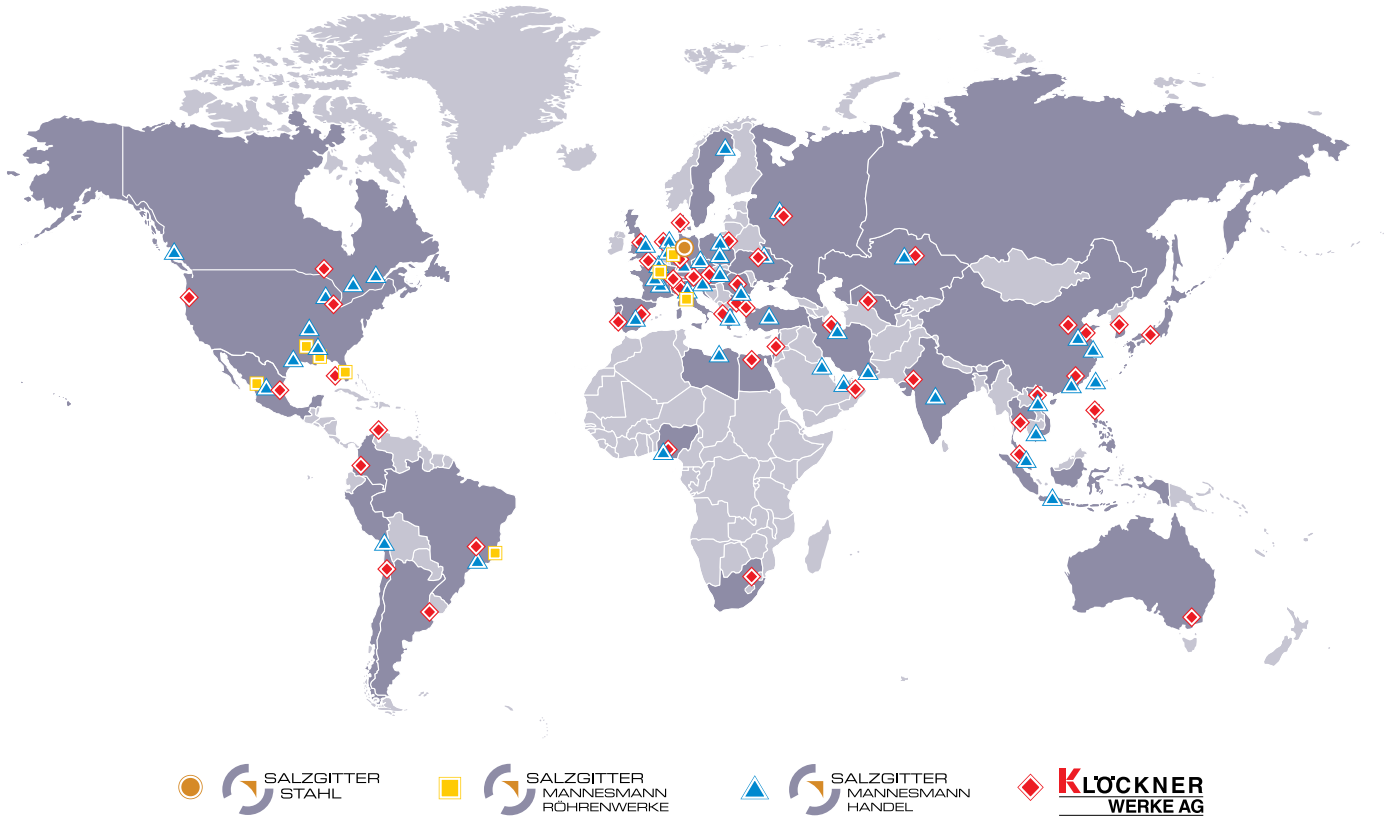 SALZGITTER
STAHL
SALZGITTER
MANNESMANN
RÖHRENWERKE
SALZGITTER
MANNESMANN
HANDEL
KLÖCKNER
WERKE AG